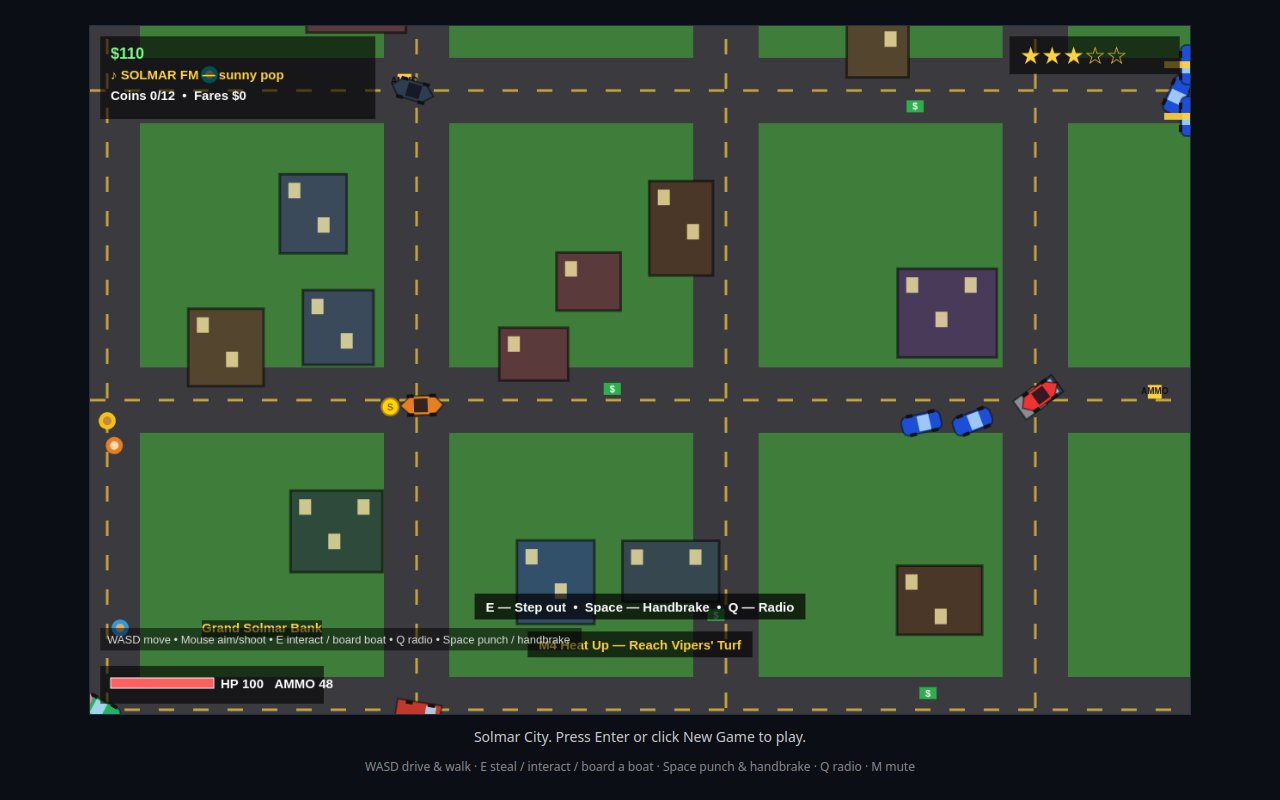 $110
♪ SOLMAR FM — sunny pop
Coins 0/12 • Fares $0
★★★☆☆
$
$
S
AMMO
E — Step out • Space — Handbrake • Q — Radio
Grand Solmar Bank
WASD move • Mouse aim/shoot • E interact / board boat • Q radio • Space punch / handbrake
M4 Heat Up — Reach Vipers' Turf
HP 100 AMMO 48
$
Solmar City. Press Enter or click New Game to play.
WASD drive & walk · E steal / interact / board a boat · Space punch & handbrake · Q radio · M mute